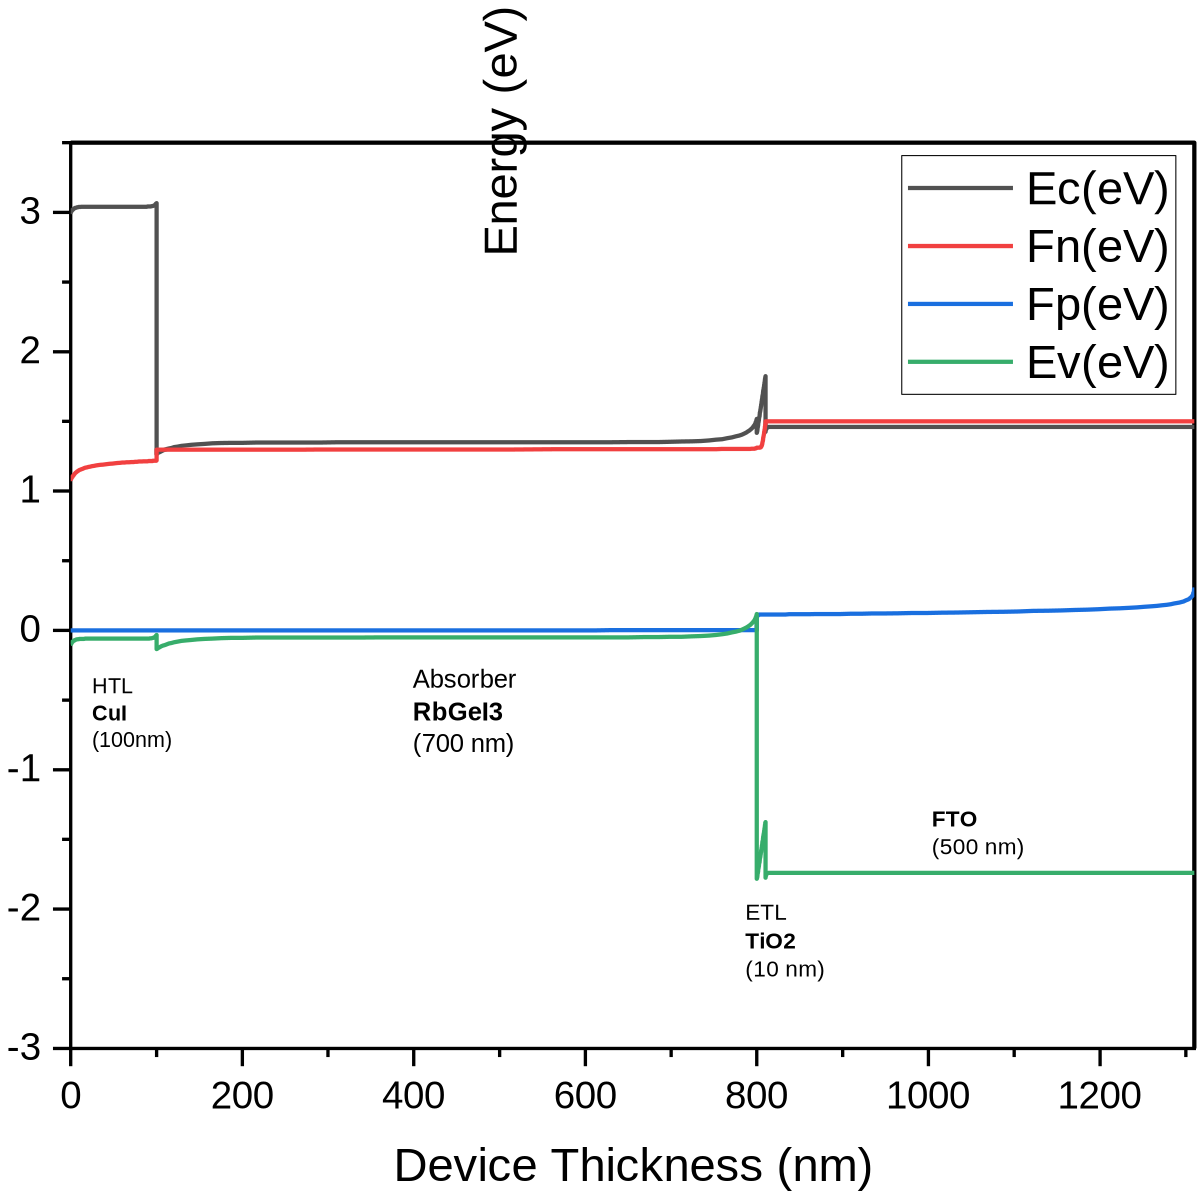 Energy (eV)
Ec(eV)
Fn(eV)
Fp(eV)
Ev(eV)
3
2
1
0
-1
-2
-3
HTL
CuI
(100nm)
Absorber
RbGeI3
(700 nm)
FTO
(500 nm)
ETL
TiO2
(10 nm)
0 200 400 600 800 1000 1200
Device Thickness (nm)